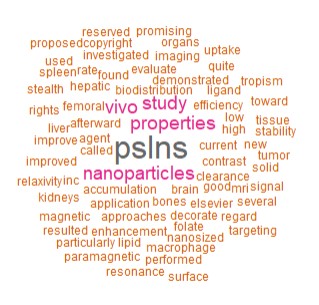 reserved promising
proposed copyright organs
used investigated imaging uptake
spleen rate found evaluate quite
stealth hepatic biodistribution demonstrated tropism
rights femoral vivo study efficiency ligand toward
liver afterward properties low high tissue stability
improve agent called pslns current new
improved contrast tumor solid
relaxivity inc nanoparticles clearance
kidneys accumulation brain good mri signal
application bones elsevier several
magnetic approaches decorate regard
resulted enhancement folate targeting
particularly lipid nanosized macrophage
paramagnetic performed
resonance surface